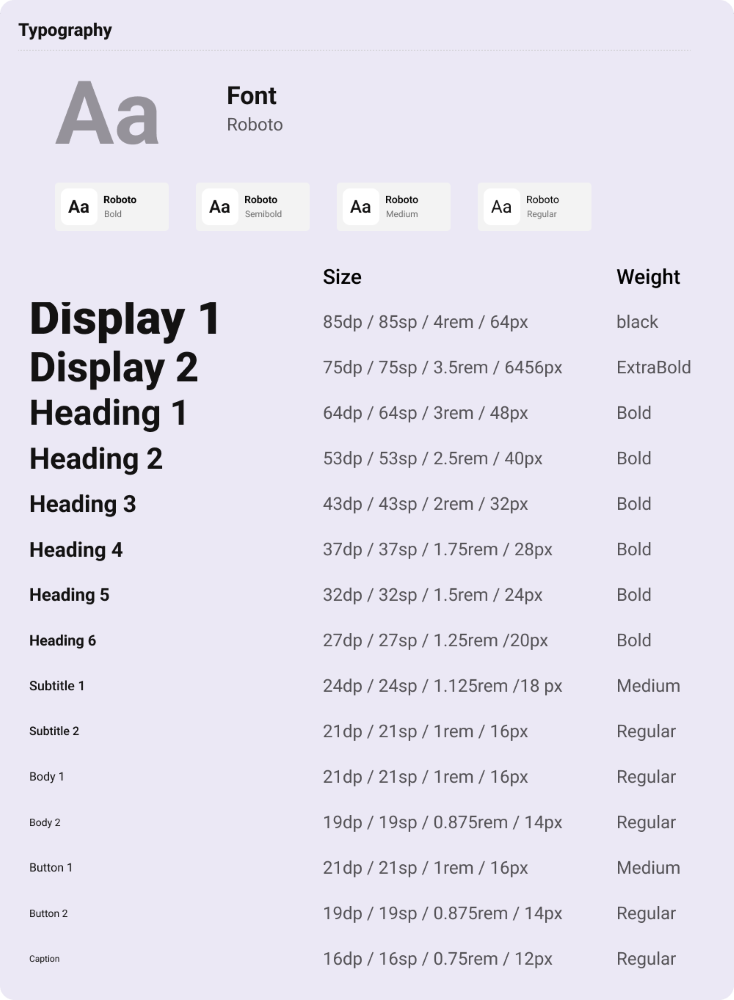 Typography
Aa
Font
Roboto
Aa Roboto Bold
Aa Roboto Semibold
Aa Roboto Medium
Aa Roboto Regular
Size Weight
Display 1 85dp / 85sp / 4rem / 64px black
Display 2 75dp / 75sp / 3.5rem / 6456px ExtraBold
Heading 1 64dp / 64sp / 3rem / 48px Bold
Heading 2 53dp / 53sp / 2.5rem / 40px Bold
Heading 3 43dp / 43sp / 2rem / 32px Bold
Heading 4 37dp / 37sp / 1.75rem / 28px Bold
Heading 5 32dp / 32sp / 1.5rem / 24px Bold
Heading 6 27dp / 27sp / 1.25rem /20px Bold
Subtitle 1 24dp / 24sp / 1.125rem /18 px Medium
Subtitle 2 21dp / 21sp / 1rem / 16px Regular
Body 1 21dp / 21sp / 1rem / 16px Regular
Body 2 19dp / 19sp / 0.875rem / 14px Regular
Button 1 21dp / 21sp / 1rem / 16px Medium
Button 2 19dp / 19sp / 0.875rem / 14px Regular
Caption 16dp / 16sp / 0.75rem / 12px Regular